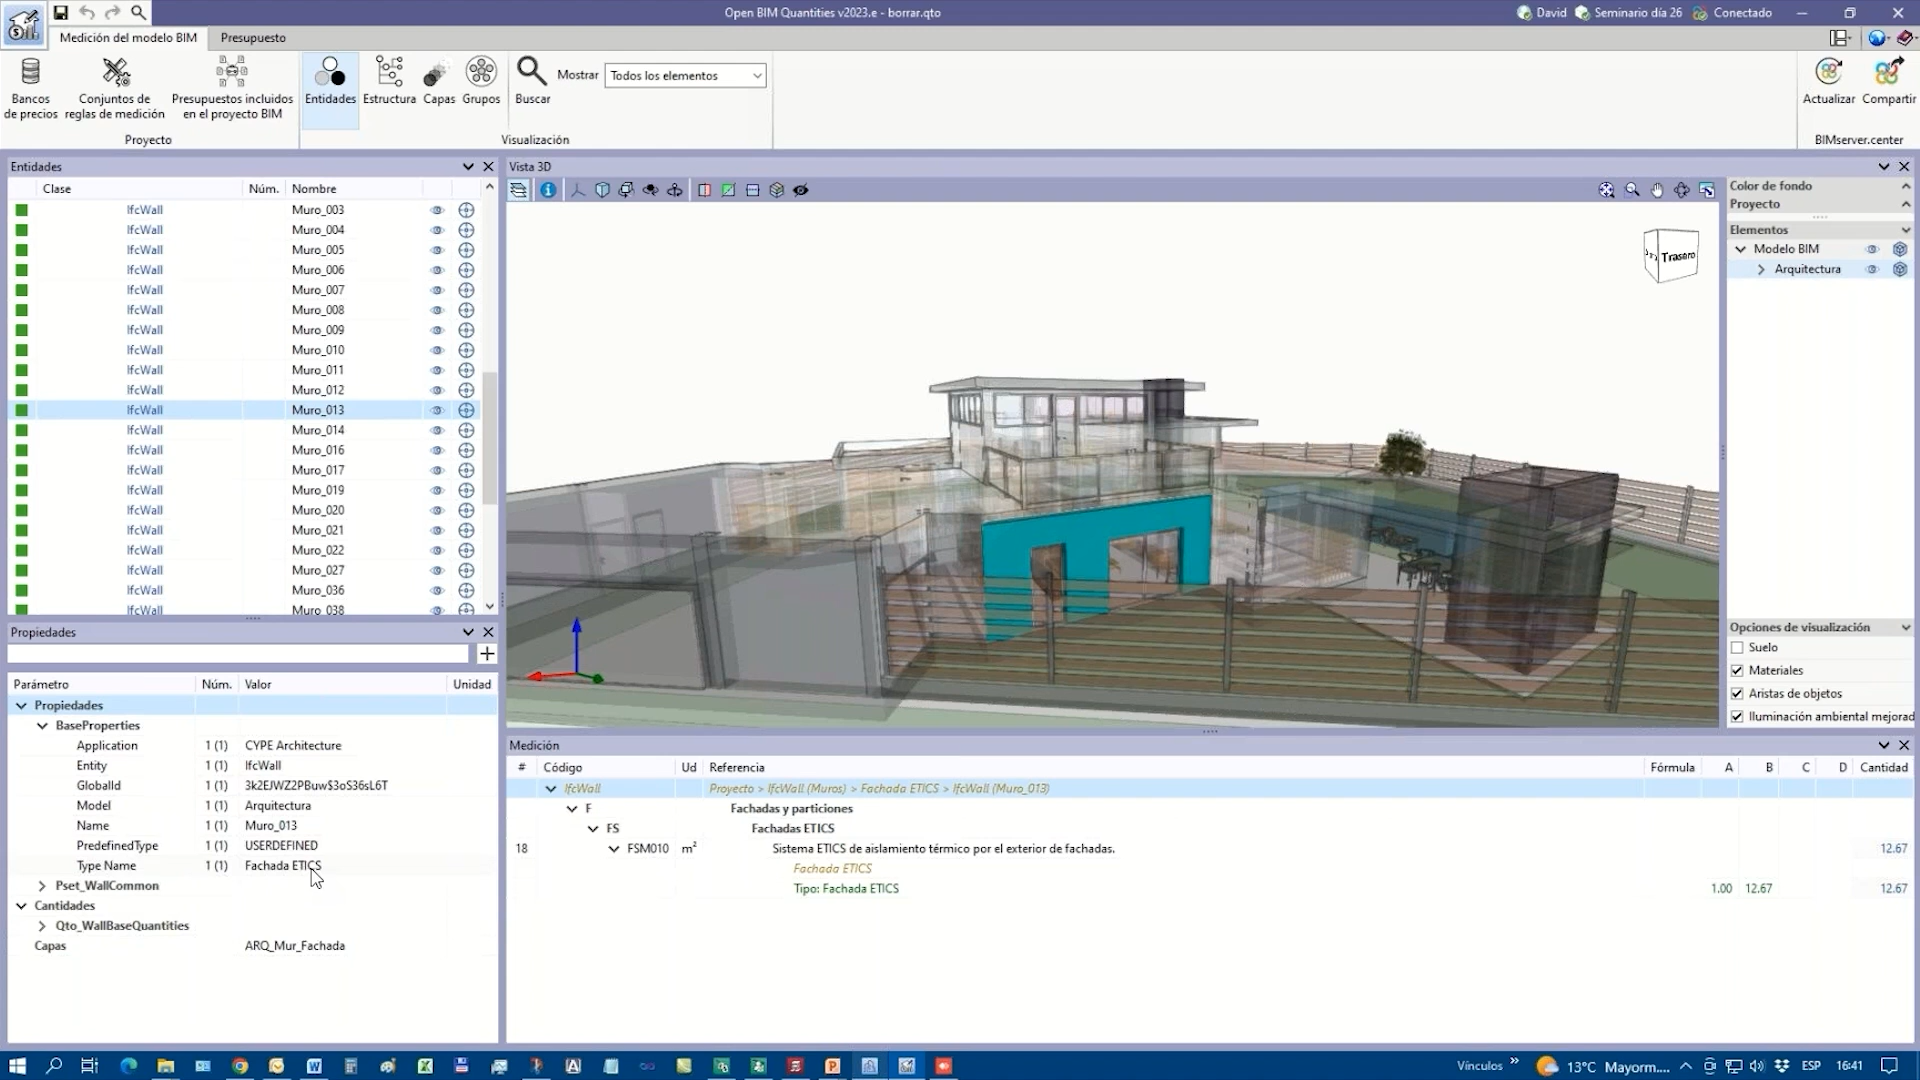 Open BIM Quantities v2023.e - borrar.qto
David
Seminario día 26
Conectado
Medición del modelo BIM
Presupuesto
Bancos de precios
Conjuntos de reglas de medición
Presupuestos incluidos en el proyecto BIM
Proyecto
Entidades
Estructura
Capas
Grupos
Buscar
Mostrar
Todos los elementos
Visualización
Actualizar
Compartir
BIMserver.center
Entidades
Clase Núm. Nombre
IfcWall Muro_003
IfcWall Muro_004
IfcWall Muro_005
IfcWall Muro_006
IfcWall Muro_007
IfcWall Muro_008
IfcWall Muro_009
IfcWall Muro_010
IfcWall Muro_011
IfcWall Muro_012
IfcWall Muro_013
IfcWall Muro_014
IfcWall Muro_016
IfcWall Muro_017
IfcWall Muro_019
IfcWall Muro_020
IfcWall Muro_021
IfcWall Muro_022
IfcWall Muro_027
IfcWall Muro_036
IfcWall Muro_038
Propiedades
Parámetro Núm. Valor Unidad
Propiedades
BaseProperties
Application 1 (1) CYPE Architecture
Entity 1 (1) IfcWall
GlobalId 1 (1) 3k2EJWZ2PBuw$3oS36sL6T
Model 1 (1) Arquitectura
Name 1 (1) Muro_013
PredefinedType 1 (1) USERDEFINED
Type Name 1 (1) Fachada ETICS
Pset_WallCommon
Cantidades
Qto_WallBaseQuantities
Capas ARQ_Mur_Fachada
Vista 3D
Trasero
Color de fondo
Proyecto
Elementos
Modelo BIM
Arquitectura
Opciones de visualización
Suelo
Materiales
Aristas de objetos
Iluminación ambiental mejorad
Medición
# Código Ud Referencia Fórmula A B C D Cantidad
IfcWall Proyecto > IfcWall (Muros) > Fachada ETICS > IfcWall (Muro_013)
F Fachadas y particiones
FS Fachadas ETICS
18 FSM010 m² Sistema ETICS de aislamiento térmico por el exterior de fachadas. 12.67
Fachada ETICS
Tipo: Fachada ETICS 1.00 12.67 12.67
Vínculos
13°C Mayorm....
ESP
16:41